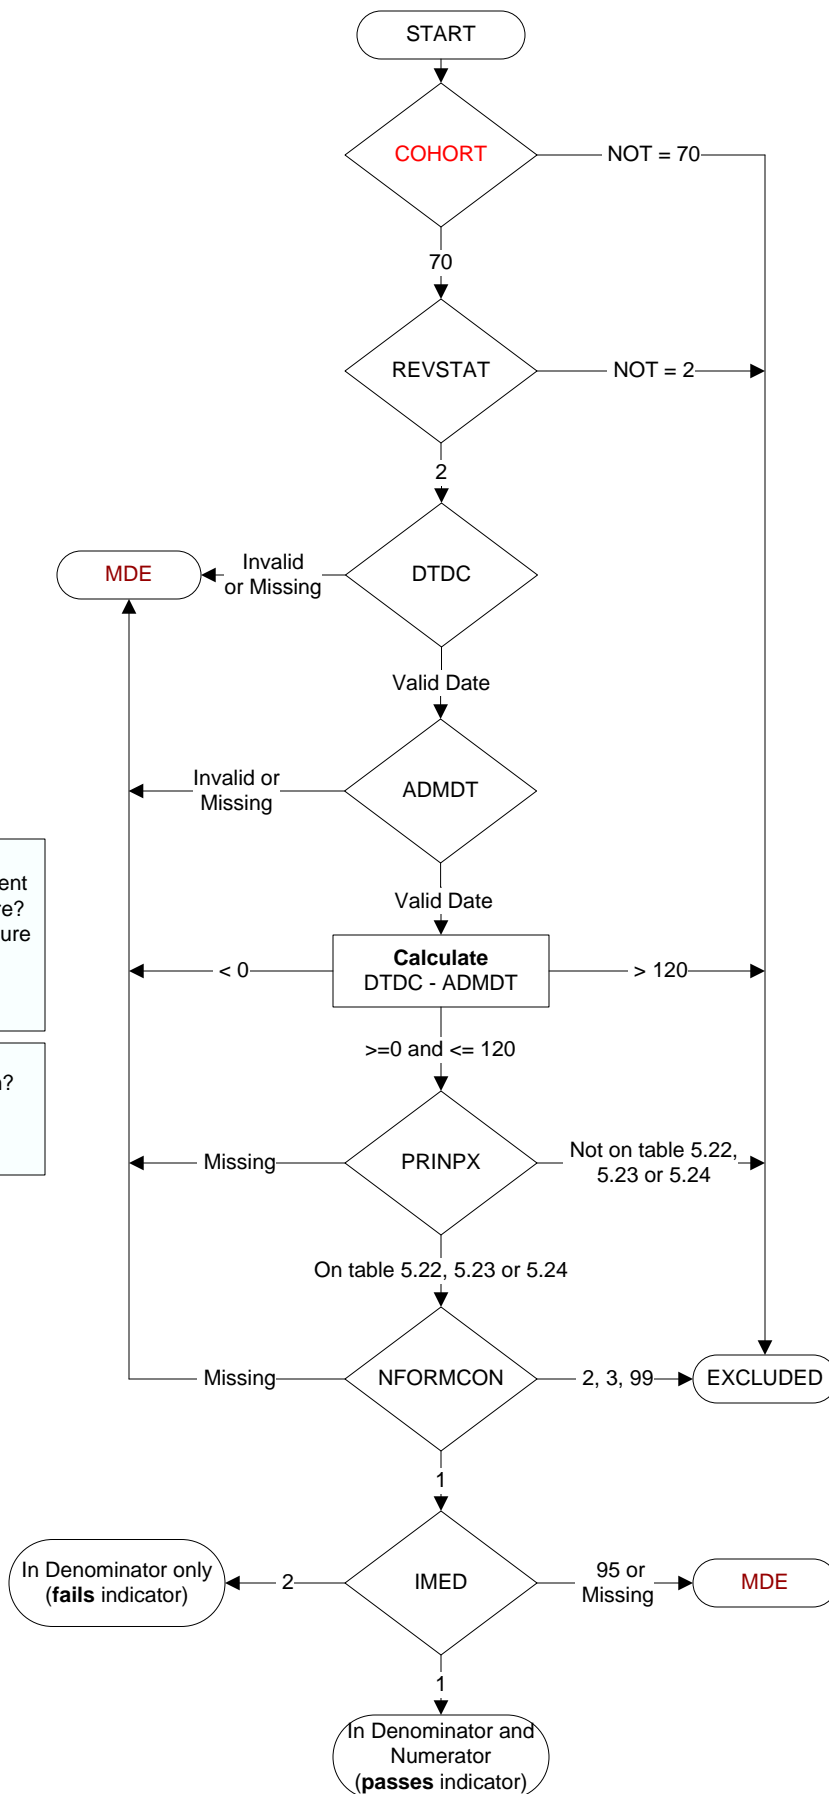 START
COHORT
NOT = 70
70
REVSTAT
NOT = 2
2
DTDC
Invalid
or Missing
MDE
Valid Date
ADMDT
Invalid or
Missing
Valid Date
Calculate
DTDC - ADMDT
< 0
> 120
>=0 and <= 120
PRINPX
Missing
Not on table 5.22,
5.23 or 5.24
On table 5.22, 5.23 or 5.24
NFORMCON
Missing
2, 3, 99
EXCLUDED
1
IMED
2
In Denominator only
(fails indicator)
95 or
Missing
MDE
1
In Denominator and
Numerator
(passes indicator)